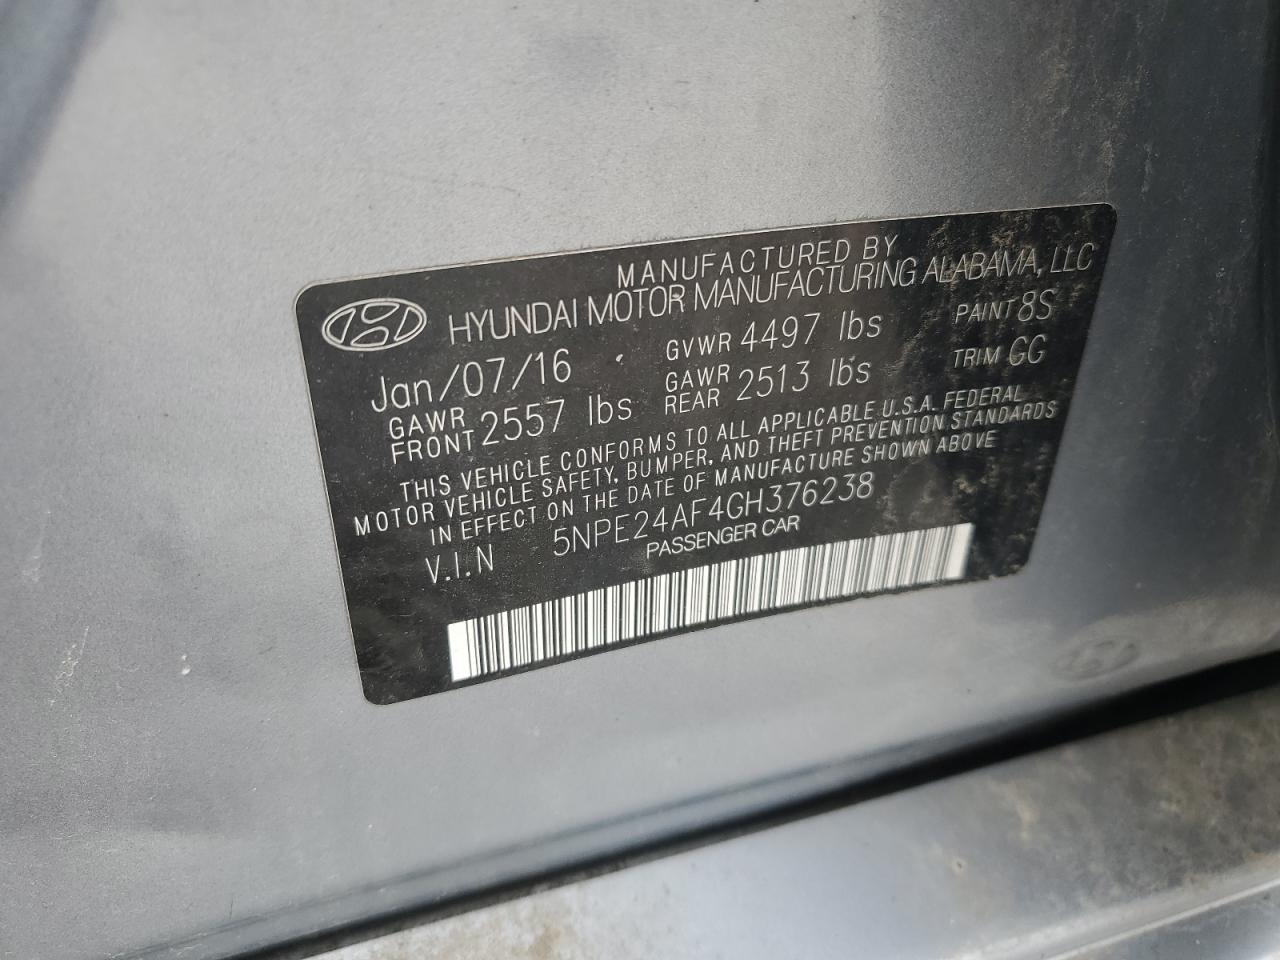 MANUFACTURED BY
HYUNDAI MOTOR MANUFACTURING ALABAMA, LLC
Jan/07/16 GVWR 4497 lbs PAINT 8S
GAWR FRONT 2557 lbs GAWR REAR 2513 lbs TRIM GG
THIS VEHICLE CONFORMS TO ALL APPLICABLE U.S.A. FEDERAL
MOTOR VEHICLE SAFETY, BUMPER, AND THEFT PREVENTION STANDARDS
IN EFFECT ON THE DATE OF MANUFACTURE SHOWN ABOVE
V.I.N 5NPE24AF4GH376238
PASSENGER CAR